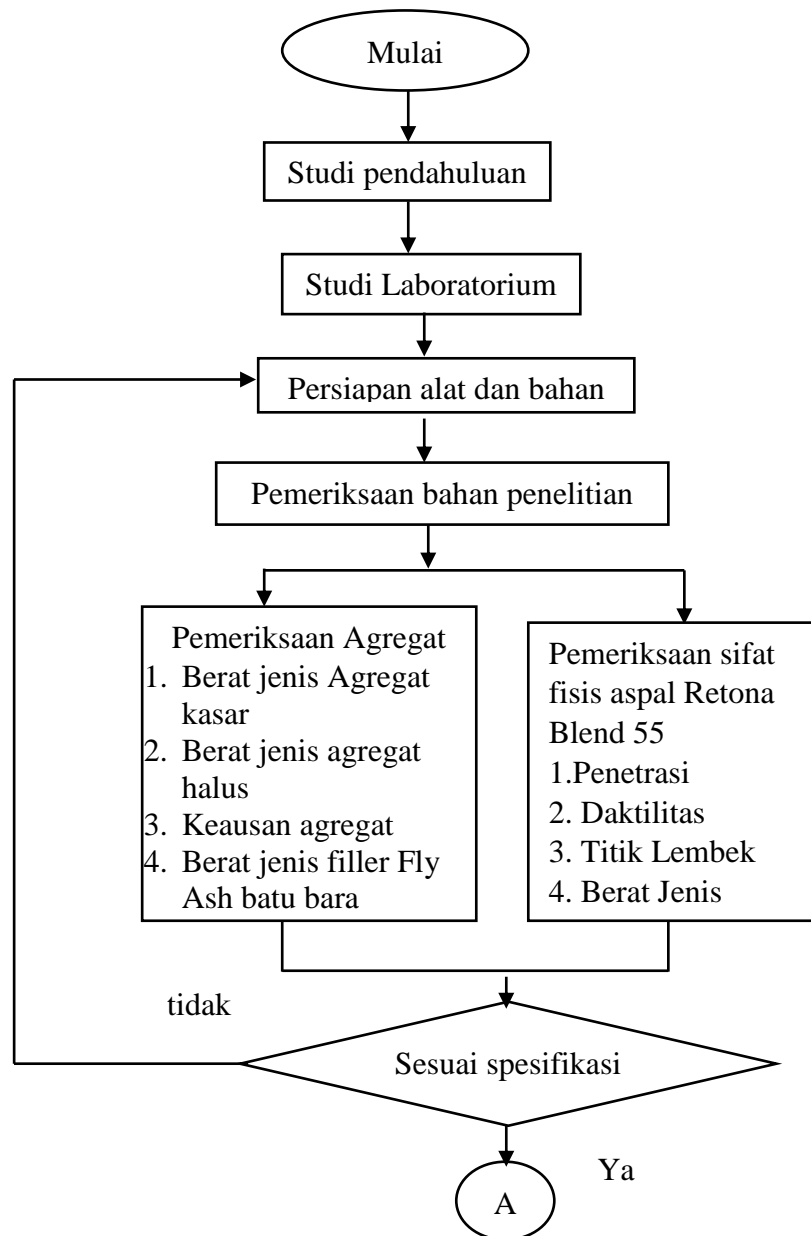 Mulai
Studi pendahuluan
Studi Laboratorium
Persiapan alat dan bahan
Pemeriksaan bahan penelitian
Pemeriksaan Agregat
1. Berat jenis Agregat
kasar
2. Berat jenis agregat
halus
3. Keausan agregat
4. Berat jenis filler Fly
Ash batu bara
Pemeriksaan sifat
fisis aspal Retona
Blend 55
1.Penetrasi
2. Daktilitas
3. Titik Lembek
4. Berat Jenis
tidak
Sesuai spesifikasi
Ya
A